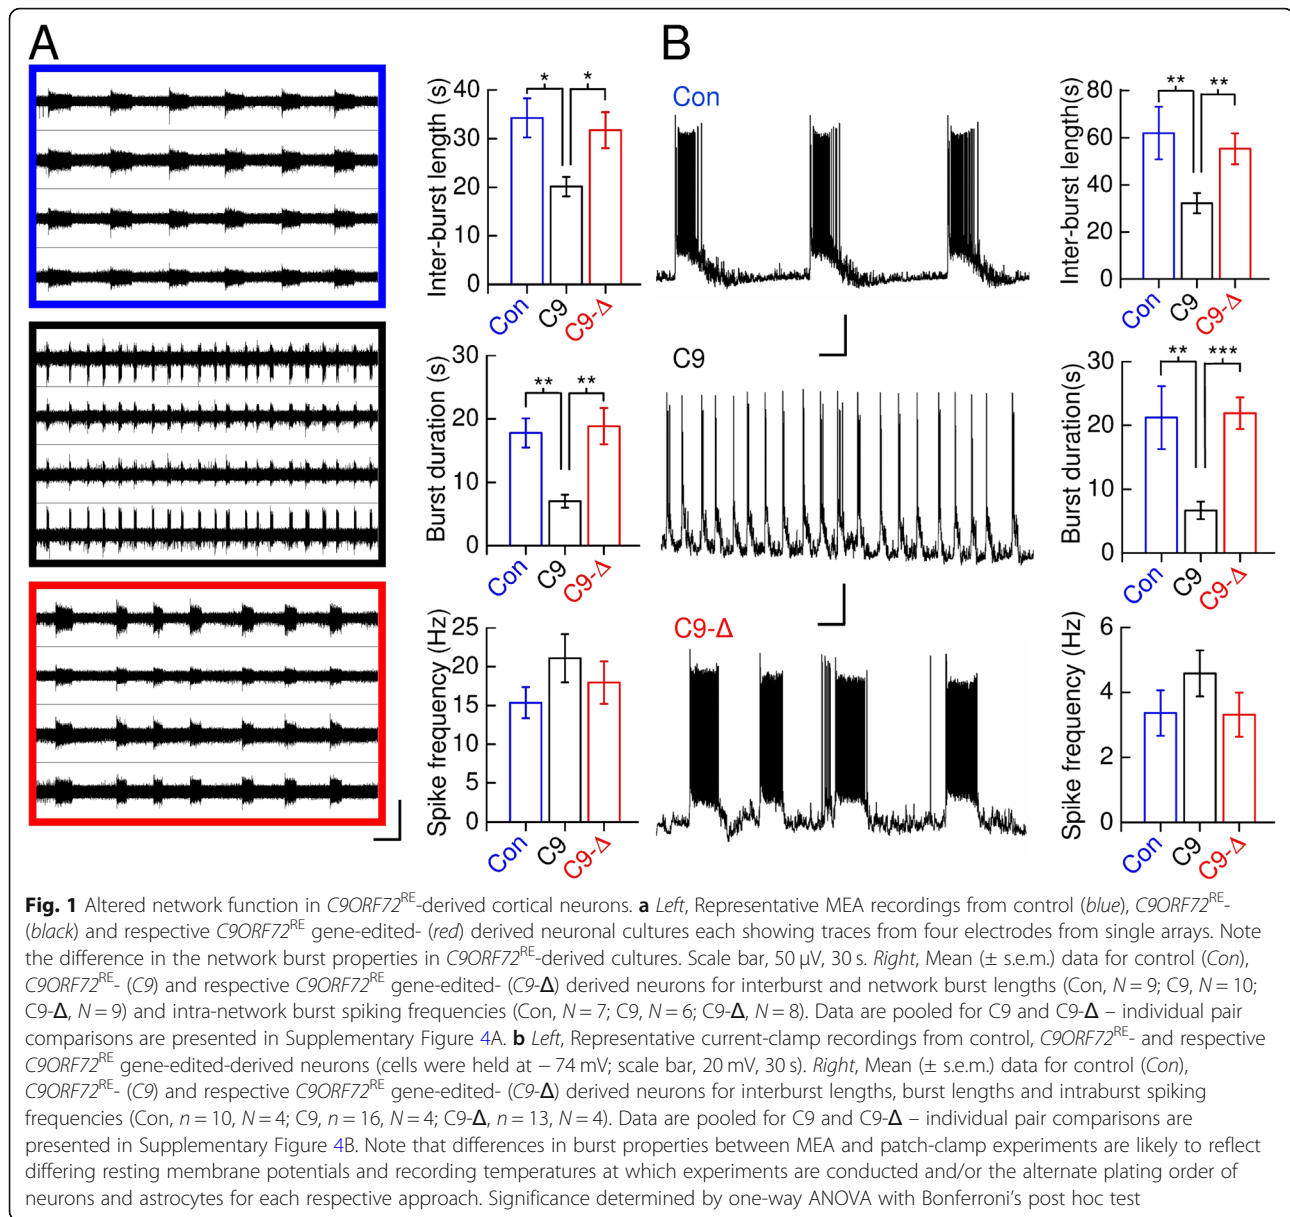 A
B
Inter-burst length (s)
40
30
20
10
0
* *
Con C9 C9-Δ
Burst duration (s)
30
20
10
0
** **
Con C9 C9-Δ
Spike frequency (Hz)
25
20
15
10
5
0
Con C9 C9-Δ
Con
C9
C9-Δ
Inter-burst length(s)
80
60
40
20
0
** **
Con C9 C9-Δ
Burst duration(s)
30
20
10
0
** ***
Con C9 C9-Δ
Spike frequency (Hz)
6
4
2
0
Con C9 C9-Δ
Fig. 1 Altered network function in C9ORF72RE-derived cortical neurons. a Left, Representative MEA recordings from control (blue), C9ORF72RE-
(black) and respective C9ORF72RE gene-edited- (red) derived neuronal cultures each showing traces from four electrodes from single arrays. Note
the difference in the network burst properties in C9ORF72RE-derived cultures. Scale bar, 50 μV, 30 s. Right, Mean (± s.e.m.) data for control (Con),
C9ORF72RE- (C9) and respective C9ORF72RE gene-edited- (C9-Δ) derived neurons for interburst and network burst lengths (Con, N = 9; C9, N = 10;
C9-Δ, N = 9) and intra-network burst spiking frequencies (Con, N = 7; C9, N = 6; C9-Δ, N = 8). Data are pooled for C9 and C9-Δ – individual pair
comparisons are presented in Supplementary Figure 4A. b Left, Representative current-clamp recordings from control, C9ORF72RE- and respective
C9ORF72RE gene-edited-derived neurons (cells were held at − 74 mV; scale bar, 20 mV, 30 s). Right, Mean (± s.e.m.) data for control (Con),
C9ORF72RE- (C9) and respective C9ORF72RE gene-edited- (C9-Δ) derived neurons for interburst lengths, burst lengths and intraburst spiking
frequencies (Con, n = 10, N = 4; C9, n = 16, N = 4; C9-Δ, n = 13, N = 4). Data are pooled for C9 and C9-Δ – individual pair comparisons are
presented in Supplementary Figure 4B. Note that differences in burst properties between MEA and patch-clamp experiments are likely to reflect
differing resting membrane potentials and recording temperatures at which experiments are conducted and/or the alternate plating order of
neurons and astrocytes for each respective approach. Significance determined by one-way ANOVA with Bonferroni's post hoc test